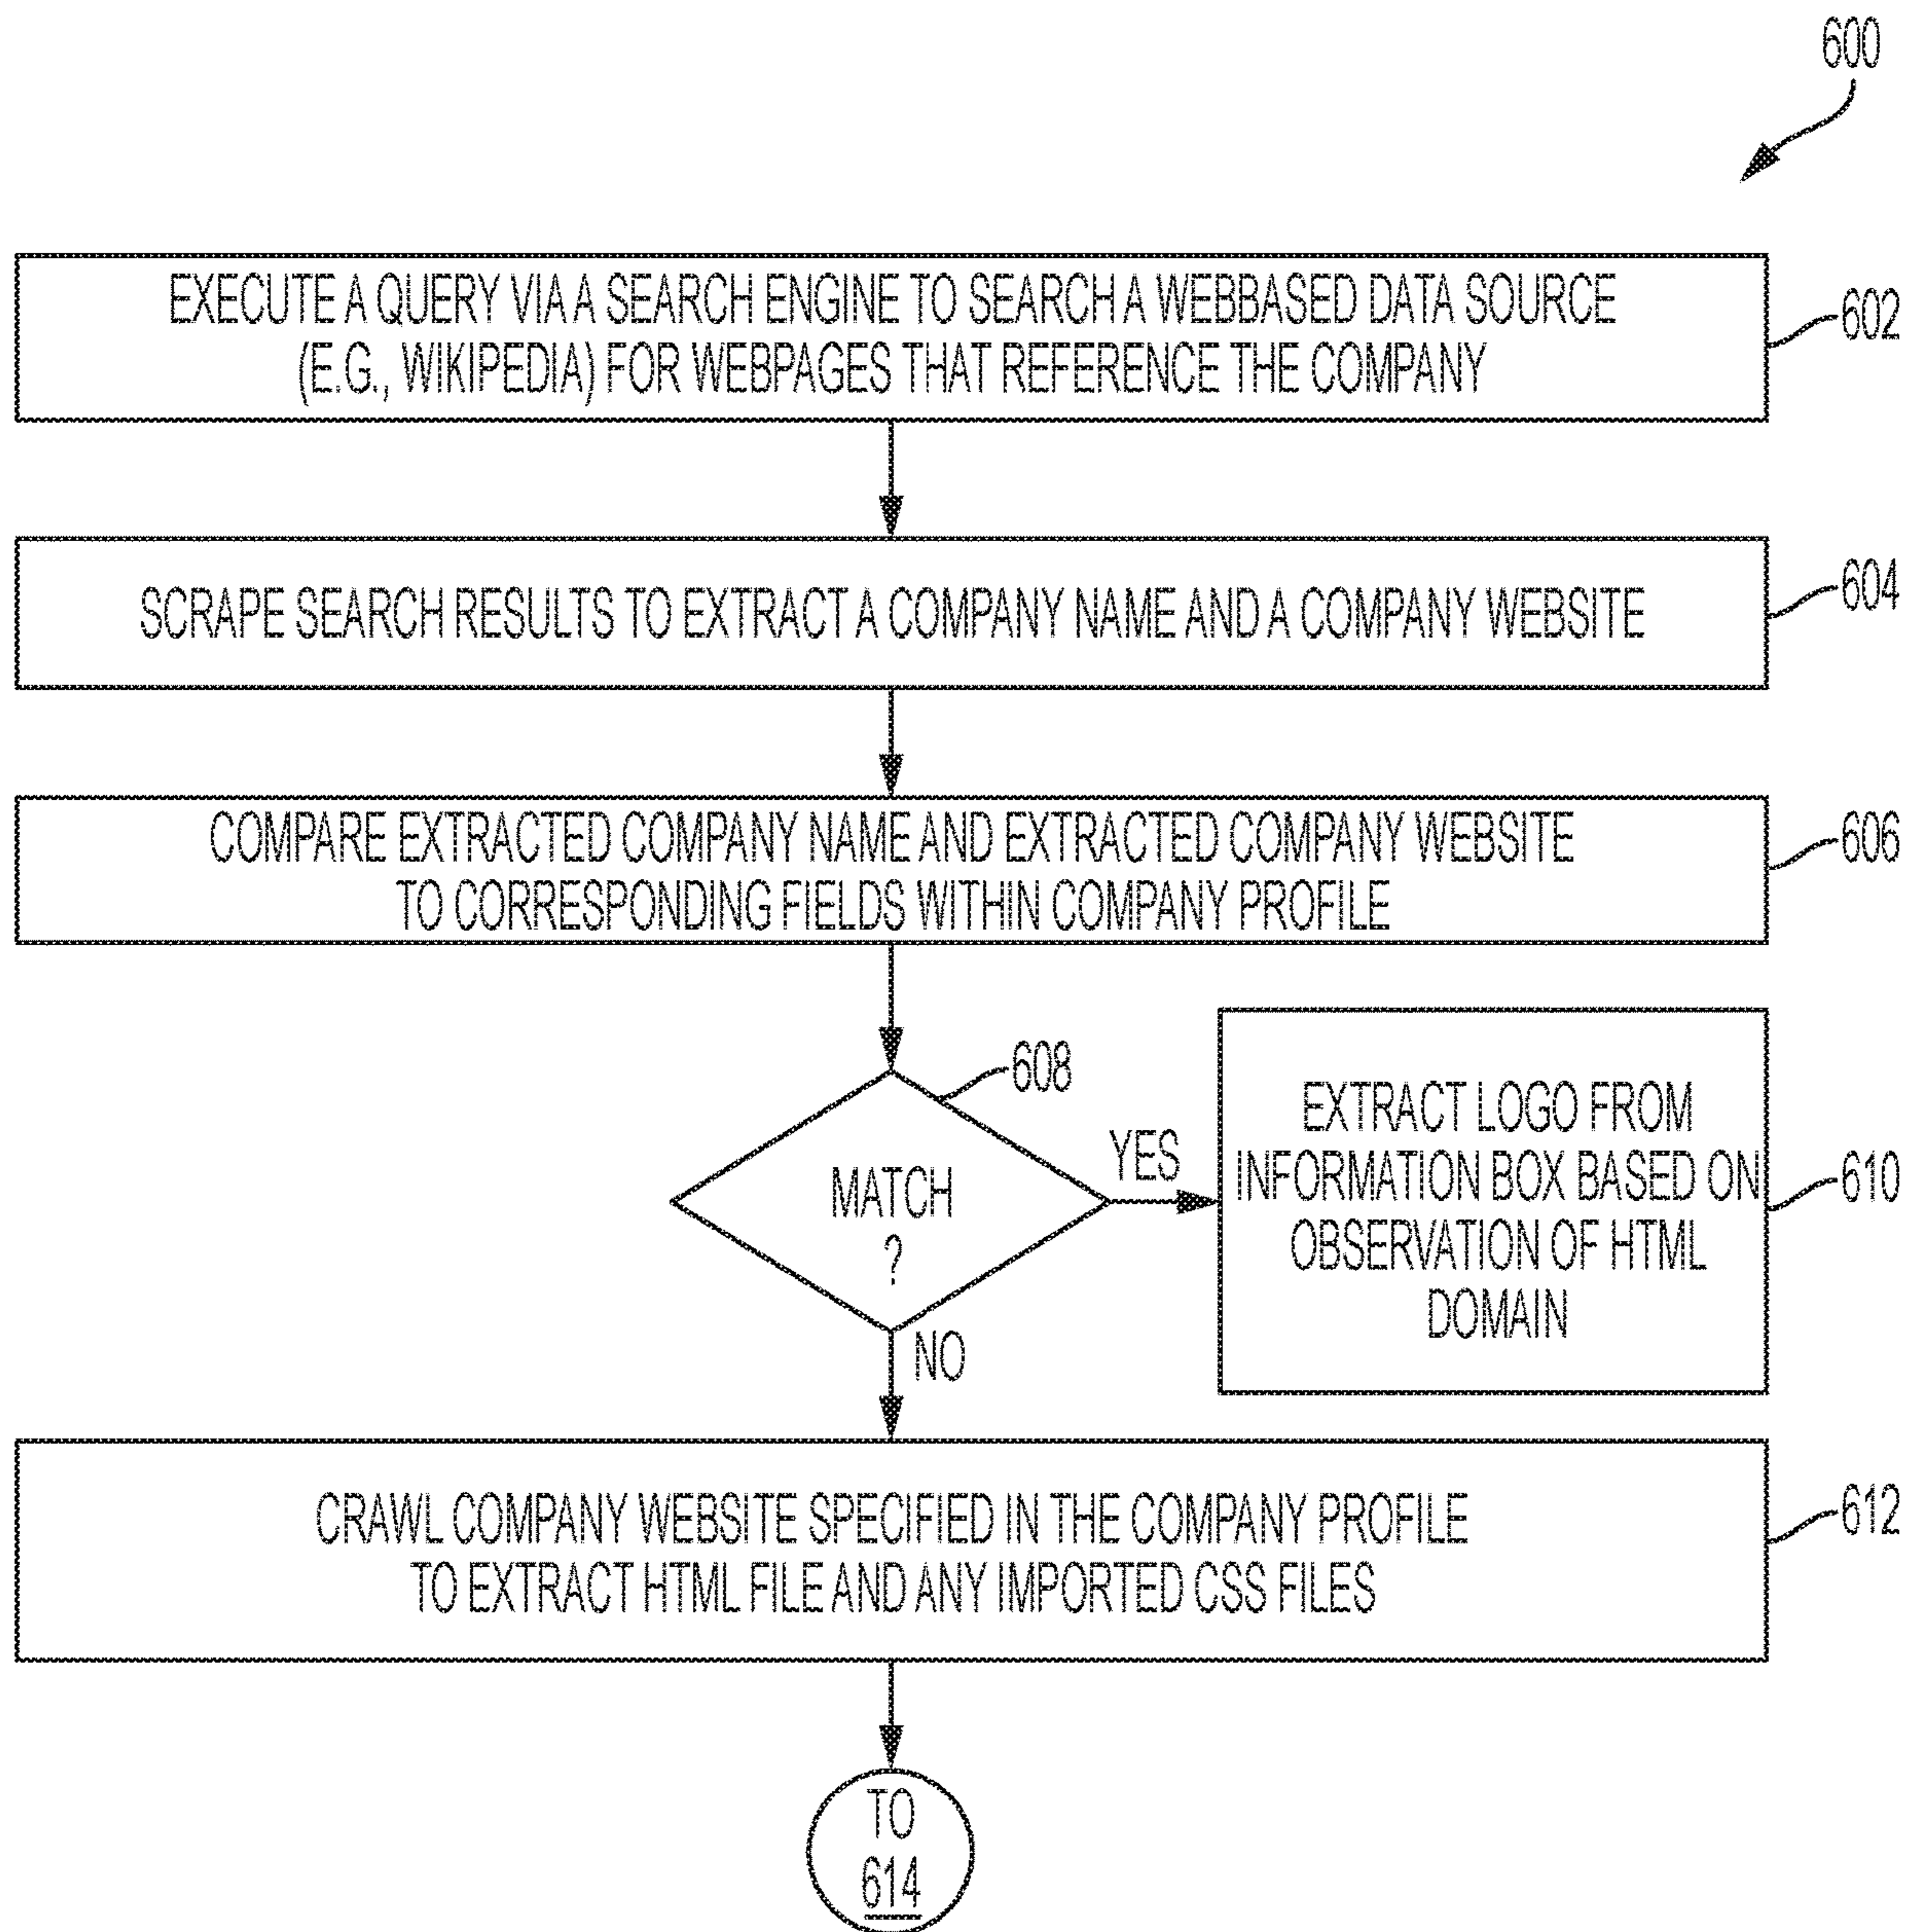 600
EXECUTE A QUERY VIA A SEARCH ENGINE TO SEARCH A WEBBASED DATA SOURCE
(E.G., WIKIPEDIA) FOR WEBPAGES THAT REFERENCE THE COMPANY
602
SCRAPE SEARCH RESULTS TO EXTRACT A COMPANY NAME AND A COMPANY WEBSITE
604
COMPARE EXTRACTED COMPANY NAME AND EXTRACTED COMPANY WEBSITE
TO CORRESPONDING FIELDS WITHIN COMPANY PROFILE
606
608
MATCH
?
YES
EXTRACT LOGO FROM
INFORMATION BOX BASED ON
OBSERVATION OF HTML
DOMAIN
610
NO
CRAWL COMPANY WEBSITE SPECIFIED IN THE COMPANY PROFILE
TO EXTRACT HTML FILE AND ANY IMPORTED CSS FILES
612
TO
614